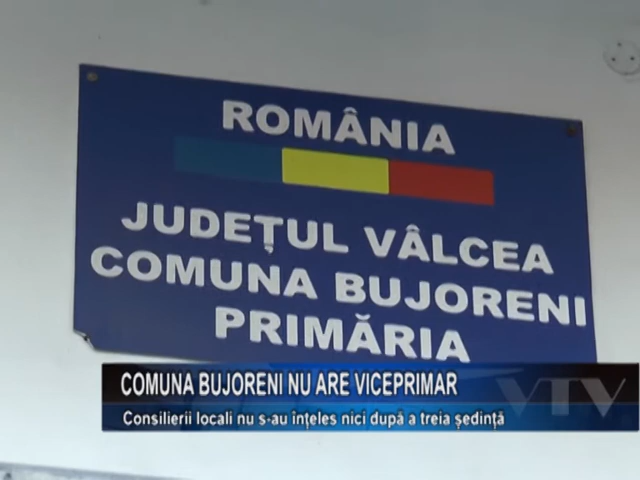 ROMÂNIA
JUDEȚUL VÂLCEA
COMUNA BUJORENI
PRIMĂRIA
COMUNA BUJORENI NU ARE VICEPRIMAR
VTV
Consilierii locali nu s-au înțeles nici după a treia ședință